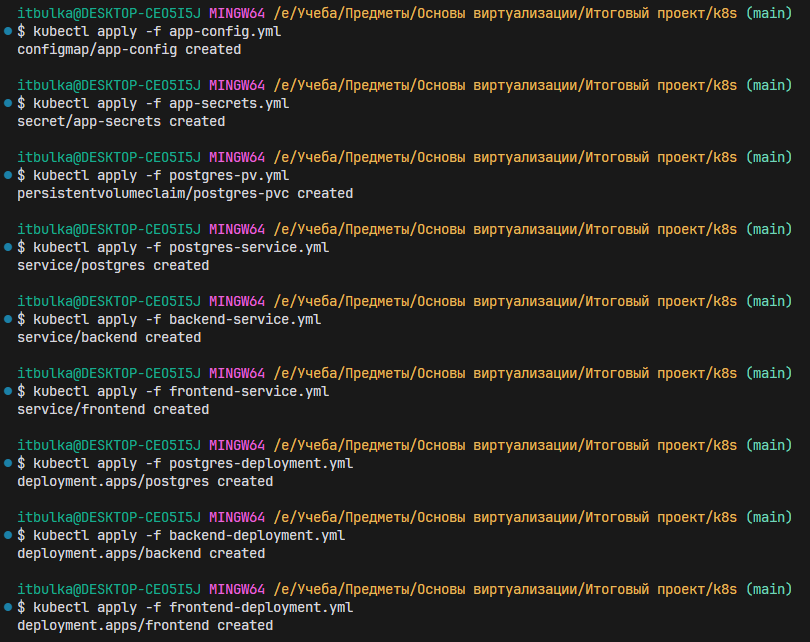 itbulka@DESKTOP-CEO5I5J MINGW64 /e/Учеба/Предметы/Основы виртуализации/Итоговый проект/k8s (main)
$ kubectl apply -f app-config.yml
configmap/app-config created
itbulka@DESKTOP-CEO5I5J MINGW64 /e/Учеба/Предметы/Основы виртуализации/Итоговый проект/k8s (main)
$ kubectl apply -f app-secrets.yml
secret/app-secrets created
itbulka@DESKTOP-CEO5I5J MINGW64 /e/Учеба/Предметы/Основы виртуализации/Итоговый проект/k8s (main)
$ kubectl apply -f postgres-pv.yml
persistentvolumeclaim/postgres-pvc created
itbulka@DESKTOP-CEO5I5J MINGW64 /e/Учеба/Предметы/Основы виртуализации/Итоговый проект/k8s (main)
$ kubectl apply -f postgres-service.yml
service/postgres created
itbulka@DESKTOP-CEO5I5J MINGW64 /e/Учеба/Предметы/Основы виртуализации/Итоговый проект/k8s (main)
$ kubectl apply -f backend-service.yml
service/backend created
itbulka@DESKTOP-CEO5I5J MINGW64 /e/Учеба/Предметы/Основы виртуализации/Итоговый проект/k8s (main)
$ kubectl apply -f frontend-service.yml
service/frontend created
itbulka@DESKTOP-CEO5I5J MINGW64 /e/Учеба/Предметы/Основы виртуализации/Итоговый проект/k8s (main)
$ kubectl apply -f postgres-deployment.yml
deployment.apps/postgres created
itbulka@DESKTOP-CEO5I5J MINGW64 /e/Учеба/Предметы/Основы виртуализации/Итоговый проект/k8s (main)
$ kubectl apply -f backend-deployment.yml
deployment.apps/backend created
itbulka@DESKTOP-CEO5I5J MINGW64 /e/Учеба/Предметы/Основы виртуализации/Итоговый проект/k8s (main)
$ kubectl apply -f frontend-deployment.yml
deployment.apps/frontend created